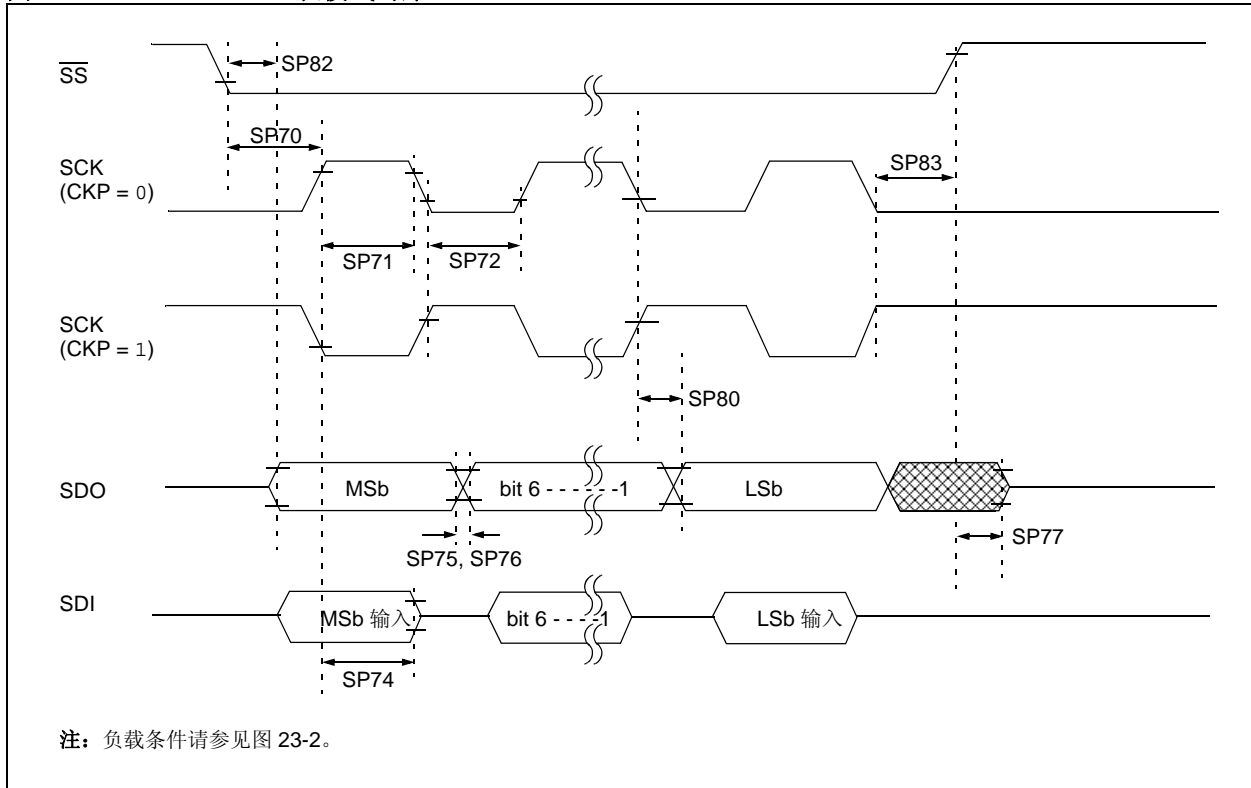 SS
SP82
SP70
SCK
(CKP = 0)
SP83
SP71
SP72
SCK
(CKP = 1)
SP80
SDO
MSb
bit 6 - - - - - -1
LSb
SP77
SP75, SP76
SDI
MSb 输入
bit 6 - - - -1
LSb 输入
SP74
注：负载条件请参见图 23-2。